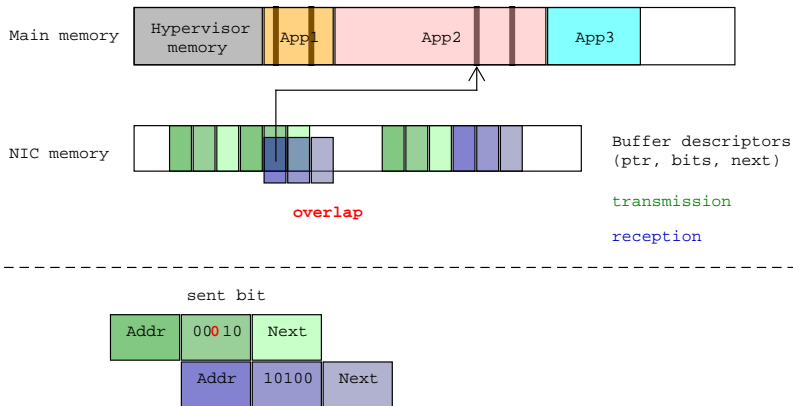 Main memory
Hypervisor
memory
App1
App2
App3
NIC memory
Buffer descriptors
(ptr, bits, next)
overlap
transmission
reception
sent bit
Addr
00010
Next
Addr
10100
Next